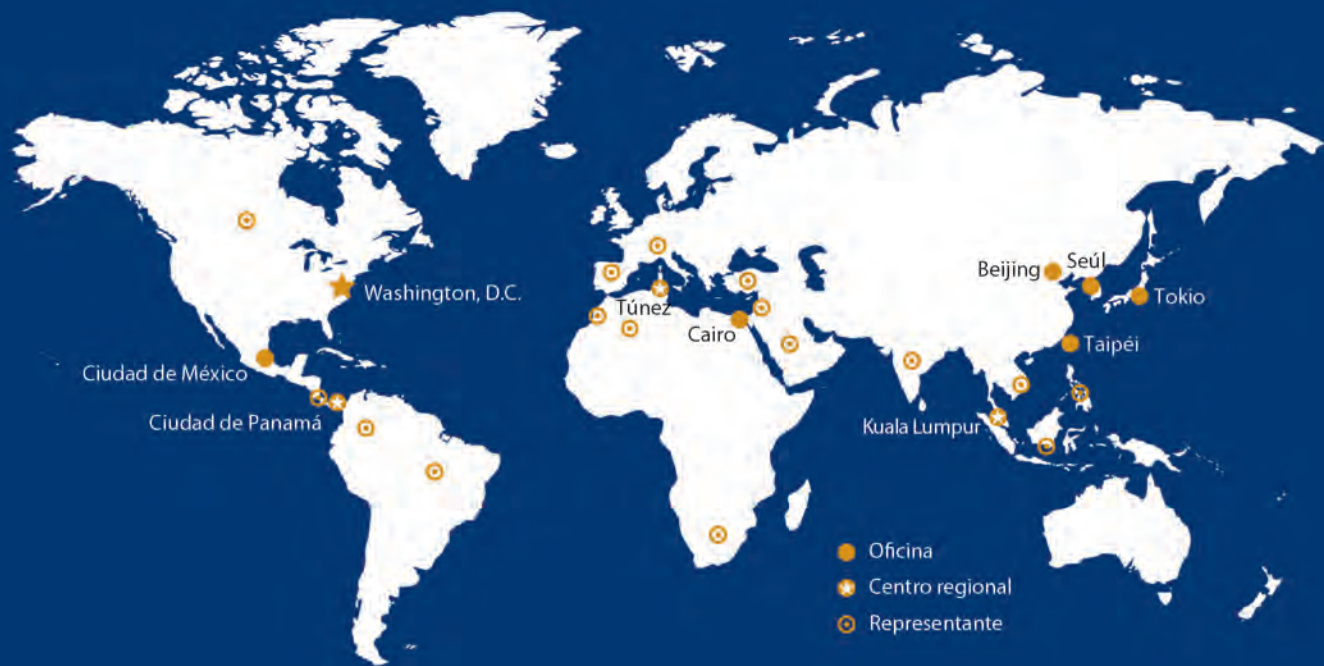 Washington, D.C.
Ciudad de México
Ciudad de Panamá
Túnez
Cairo
Beijing
Seúl
Tokio
Taipéi
Kuala Lumpur
Oficina
Centro regional
Representante